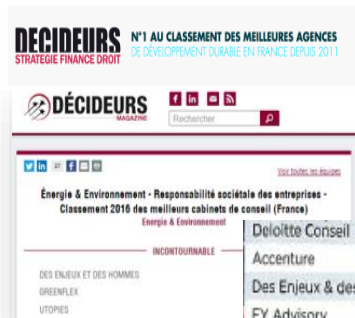 DECIDEURS
STRATEGIE FINANCE DROIT
N°1 AU CLASSEMENT DES MEILLEURES AGENCES
DE DÉVELOPPEMENT DURABLE EN FRANCE DEPUIS 2011
DÉCIDEURS
MAGAZINE
Rechercher
Voir toutes les équipes
Énergie & Environnement - Responsabilité sociétale des entreprises -
Classement 2016 des meilleurs cabinets de conseil (France)
Energie & Environnement
INCONTOURNABLE
DES ENJEUX ET DES HOMMES
GREENFLEX
UTOPIES
Deloitte Conseil
Accenture
Des Enjeux & des
EY Advisory